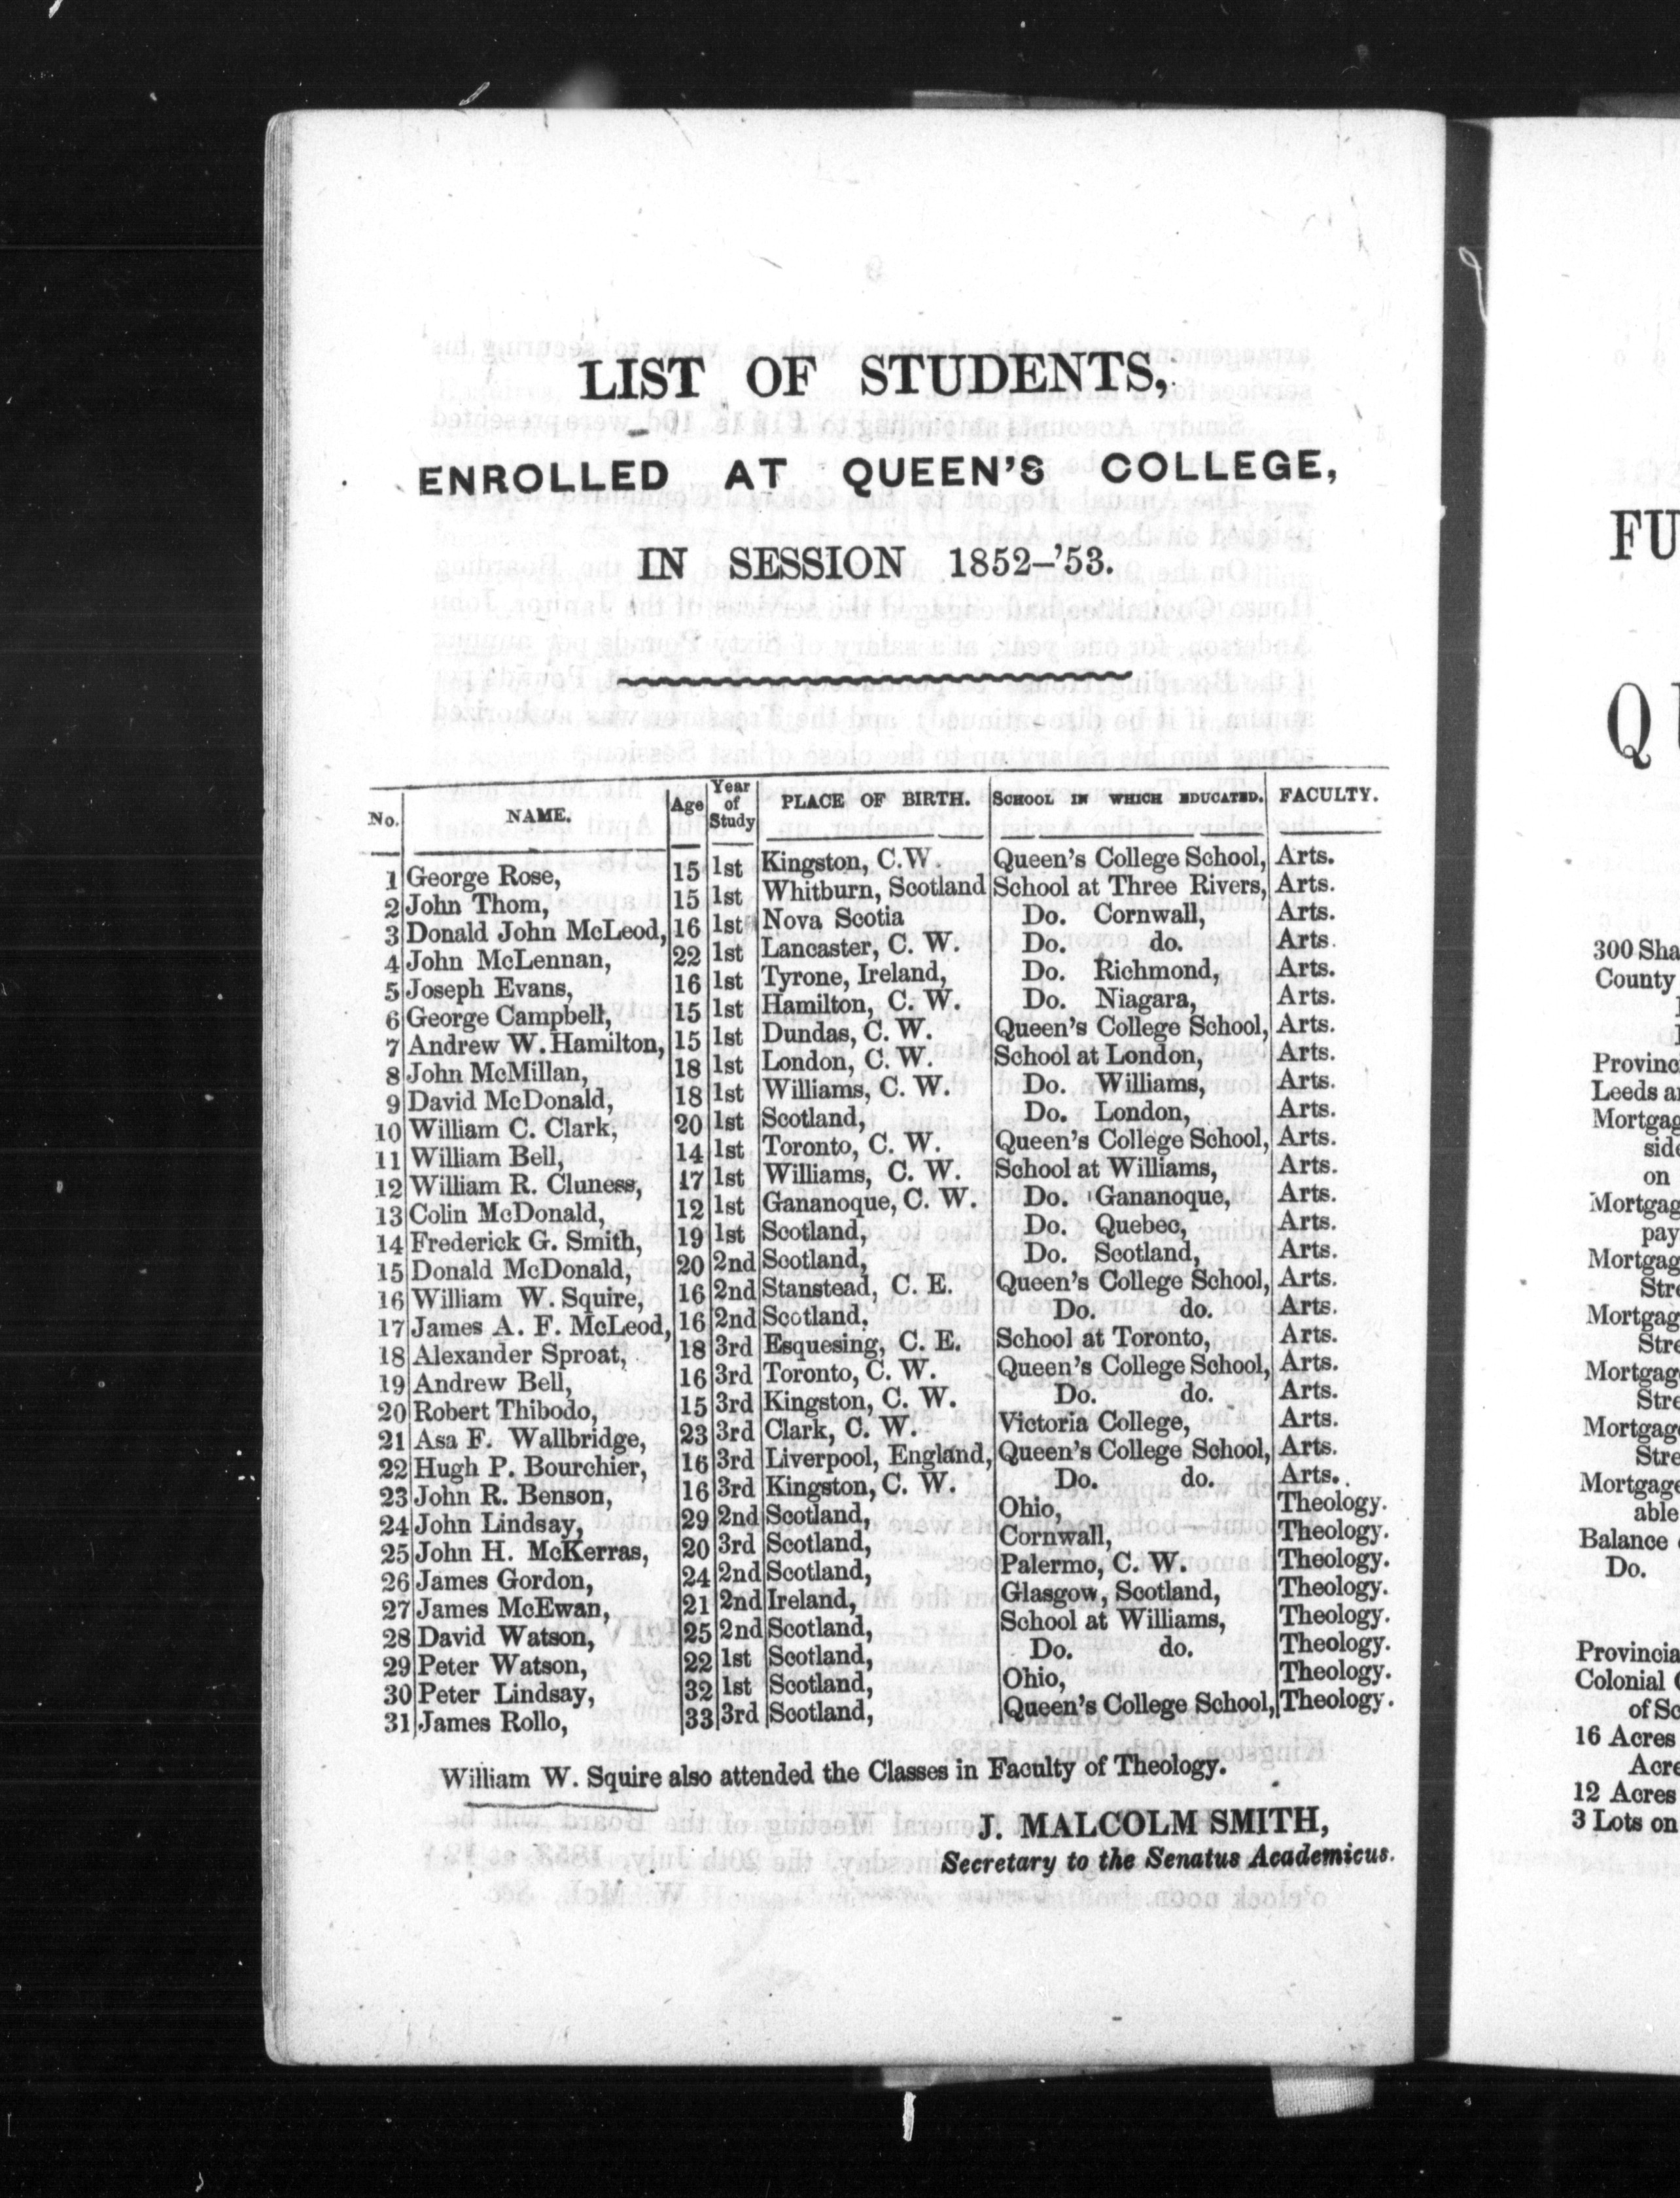 LIST OF STUDENTS,
ENROLLED AT QUEEN'S COLLEGE,
IN SESSION 1852-'53.
No. NAME. Age Year of Study PLACE OF BIRTH. SCHOOL IN WHICH EDUCATED. FACULTY.
1 George Rose, 15 1st Kingston, C.W. Queen's College School, Arts.
2 John Thom, 15 1st Whitburn, Scotland School at Three Rivers, Arts.
3 Donald John McLeod, 16 1st Nova Scotia Do. Cornwall, Arts.
4 John McLennan, 22 1st Lancaster, C. W. Do. do. Arts.
5 Joseph Evans, 16 1st Tyrone, Ireland, Do. Richmond, Arts.
6 George Campbell, 15 1st Hamilton, C. W. Do. Niagara, Arts.
7 Andrew W. Hamilton, 15 1st Dundas, C. W. Queen's College School, Arts.
8 John McMillan, 18 1st London, C. W. School at London, Arts.
9 David McDonald, 18 1st Williams, C. W. Do. Williams, Arts.
10 William C. Clark, 20 1st Scotland, Do. London, Arts.
11 William Bell, 14 1st Toronto, C. W. Queen's College School, Arts.
12 William R. Cluness, 17 1st Williams, C. W. School at Williams, Arts.
13 Colin McDonald, 12 1st Gananoque, C. W. Do. Gananoque, Arts.
14 Frederick G. Smith, 19 1st Scotland, Do. Quebec, Arts.
15 Donald McDonald, 20 2nd Scotland, Do. Scotland, Arts.
16 William W. Squire, 16 2nd Stanstead, C. E. Queen's College School, Arts.
17 James A. F. McLeod, 16 2nd Scotland, Do. do. Arts.
18 Alexander Sproat, 18 3rd Esquesing, C. E. School at Toronto, Arts.
19 Andrew Bell, 16 3rd Toronto, C. W. Queen's College School, Arts.
20 Robert Thibodo, 15 3rd Kingston, C. W. Do. do. Arts.
21 Asa F. Wallbridge, 23 3rd Clark, C. W. Victoria College, Arts.
22 Hugh P. Bourchier, 16 3rd Liverpool, England, Queen's College School, Arts.
23 John R. Benson, 16 3rd Kingston, C. W. Do. do. Arts.
24 John Lindsay, 29 2nd Scotland, Ohio, Theology.
25 John H. McKerras, 20 3rd Scotland, Cornwall, Theology.
26 James Gordon, 24 2nd Scotland, Palermo, C. W. Theology.
27 James McEwan, 21 2nd Ireland, Glasgow, Scotland, Theology.
28 David Watson, 25 2nd Scotland, School at Williams, Theology.
29 Peter Watson, 22 1st Scotland, Do. do. Theology.
30 Peter Lindsay, 32 1st Scotland, Ohio, Theology.
31 James Rollo, 33 3rd Scotland, Queen's College School, Theology.
William W. Squire also attended the Classes in Faculty of Theology.
J. MALCOLM SMITH,
Secretary to the Senatus Academicus.
FU
QU
300 Sha
County
Provinc
Leeds a
Mortgag
side
on
Mortgag
pay
Mortgag
Stre
Mortgag
Stre
Mortgag
Stre
Mortgag
Stre
Mortgage
able
Balance
Do.
Provincia
Colonial
of Sc
16 Acres
Acre
12 Acres
3 Lots on